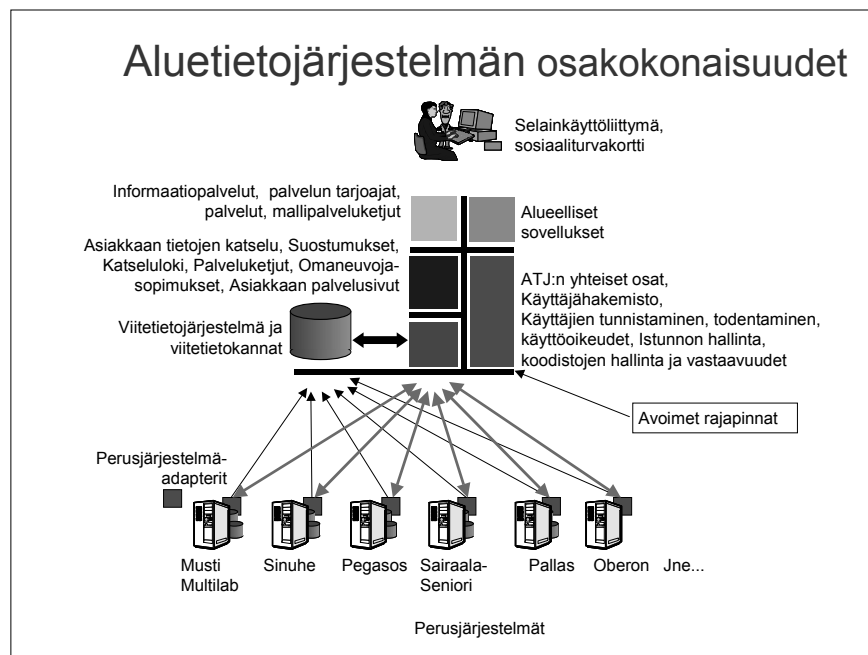 Aluetietojärjestelmän osakokonaisuudet
Selainkäyttöliittymä,
sosiaaliturvakortti
Informaatiopalvelut, palvelun tarjoajat,
palvelut, mallipalveluketjut
Alueelliset
sovellukset
Asiakkaan tietojen katselu, Suostumukset,
Katseluloki, Palveluketjut, Omaneuvoja-
sopimukset, Asiakkaan palvelusivut
ATJ:n yhteiset osat,
Käyttäjähakemisto,
Käyttäjien tunnistaminen, todentaminen,
käyttöoikeudet, Istunnon hallinta,
koodistojen hallinta ja vastaavuudet
Viitetietojärjestelmä ja
viitetietokannat
Avoimet rajapinnat
Perusjärjestelmä-
adapterit
Musti
Multilab
Sinuhe
Pegasos
Sairaala-
Seniori
Pallas
Oberon
Jne...
Perusjärjestelmät